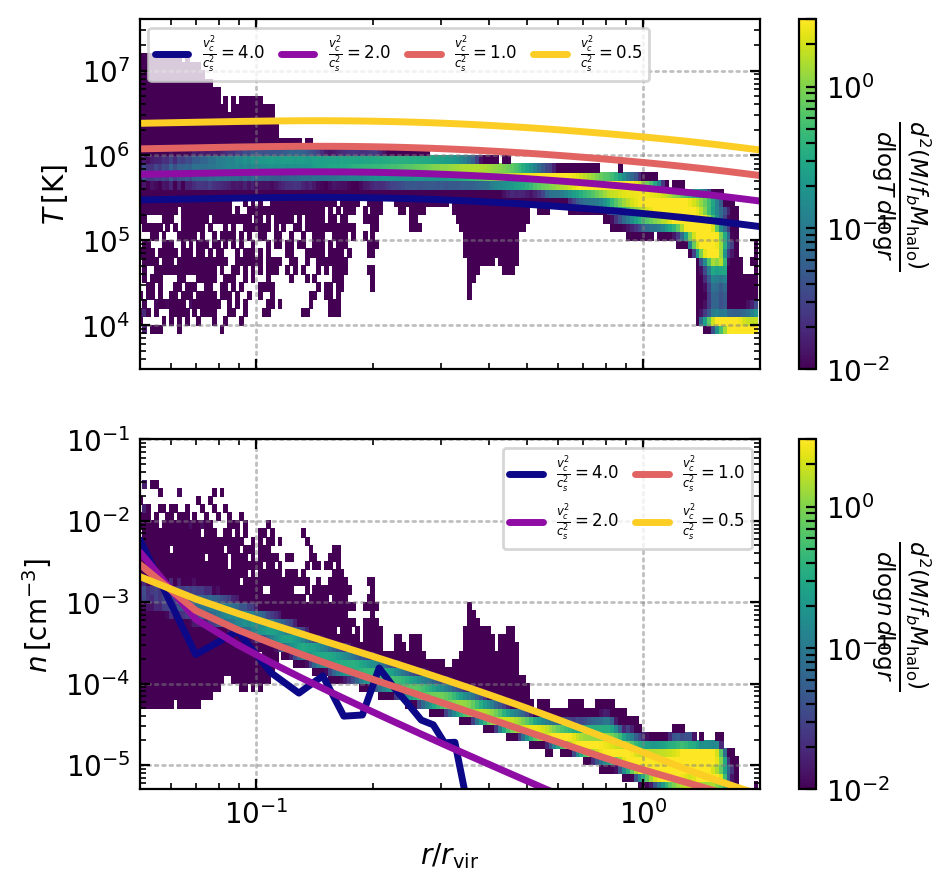 v_c^2/c_s^2 = 4.0 v_c^2/c_s^2 = 2.0 v_c^2/c_s^2 = 1.0 v_c^2/c_s^2 = 0.5
10^7
10^6
10^5
10^4
T [K]
10^0
10^-1
10^-2
d^2(M/f_b M_halo)
dlogT dlogr
10^-1
10^-2
10^-3
10^-4
10^-5
n [cm^-3]
v_c^2/c_s^2 = 4.0 v_c^2/c_s^2 = 1.0
v_c^2/c_s^2 = 2.0 v_c^2/c_s^2 = 0.5
10^0
10^-1
10^-2
d^2(M/f_b M_halo)
dlogn dlogr
10^-1 10^0
r/r_vir